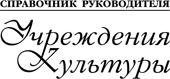 СПРАВОЧНИК РУКОВОДИТЕЛЯ
Учреждения
Культуры